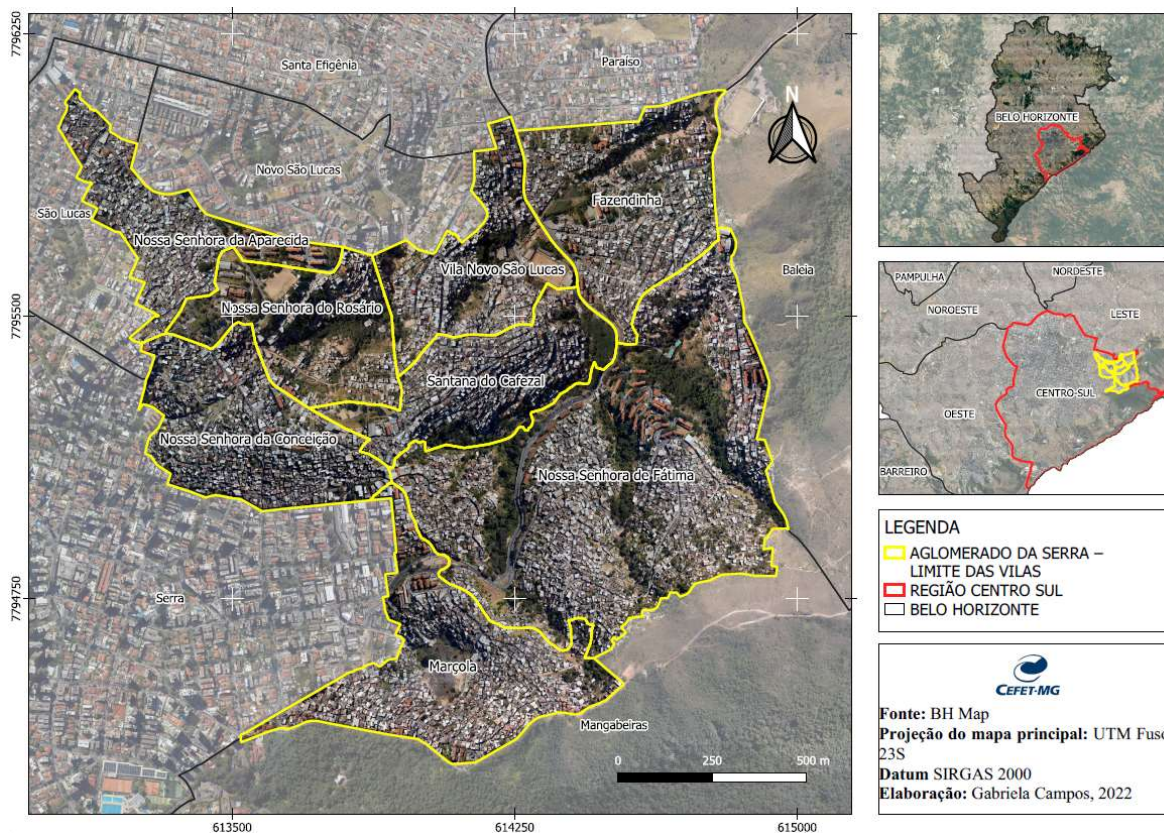 7796250
Santa Efigênia
Paraiso
N
Novo São Lucas
Fazendinha
São Lucas
Nossa Senhora da Aparecida
Vila Novo São Lucas
Baleia
Nossa Senhora do Rosário
7795500
Santana do Cafezal
Nossa Senhora da Conceição
Nossa Senhora de Fátima
7794750
Serra
Marçola
Mangabeiras
0 250 500 m
613500 614250 615000
BELO HORIZONTE
PAMPULHA
NORDESTE
NOROESTE
LESTE
CENTRO-SUL
OESTE
BARREIRO
LEGENDA
AGLOMERADO DA SERRA –
LIMITE DAS VILAS
REGIÃO CENTRO SUL
BELO HORIZONTE
CEFET-MG
Fonte: BH Map
Projeção do mapa principal: UTM Fuso
23S
Datum SIRGAS 2000
Elaboração: Gabriela Campos, 2022